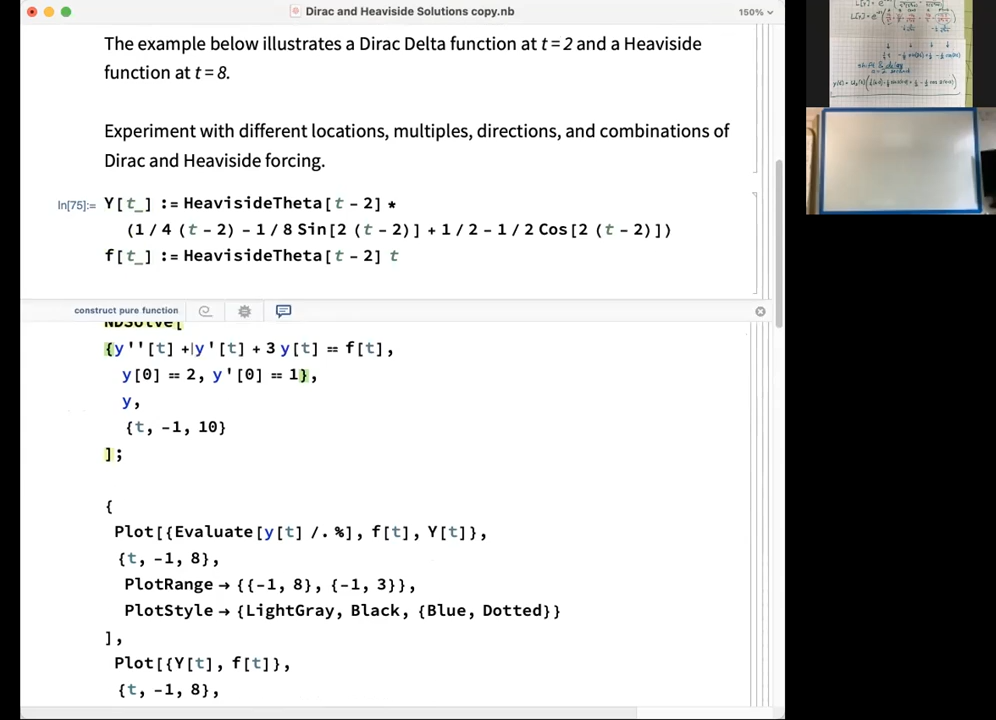 Dirac and Heaviside Solutions copy.nb
150%
The example below illustrates a Dirac Delta function at t = 2 and a Heaviside
function at t = 8.
Experiment with different locations, multiples, directions, and combinations of
Dirac and Heaviside forcing.
In[75]:= Y[t_] := HeavisideTheta[t - 2] *
(1 / 4 (t - 2) - 1 / 8 Sin[2 (t - 2)] + 1 / 2 - 1 / 2 Cos[2 (t - 2)])
f[t_] := HeavisideTheta[t - 2] t
construct pure function
NDSolve[
{y''[t] + y'[t] + 3 y[t] == f[t],
y[0] == 2, y'[0] == 1},
y,
{t, -1, 10}
];
{
Plot[{Evaluate[y[t] /. %], f[t], Y[t]},
{t, -1, 8},
PlotRange → {{-1, 8}, {-1, 3}},
PlotStyle → {LightGray, Black, {Blue, Dotted}}
],
Plot[{Y[t], f[t]},
{t, -1, 8},